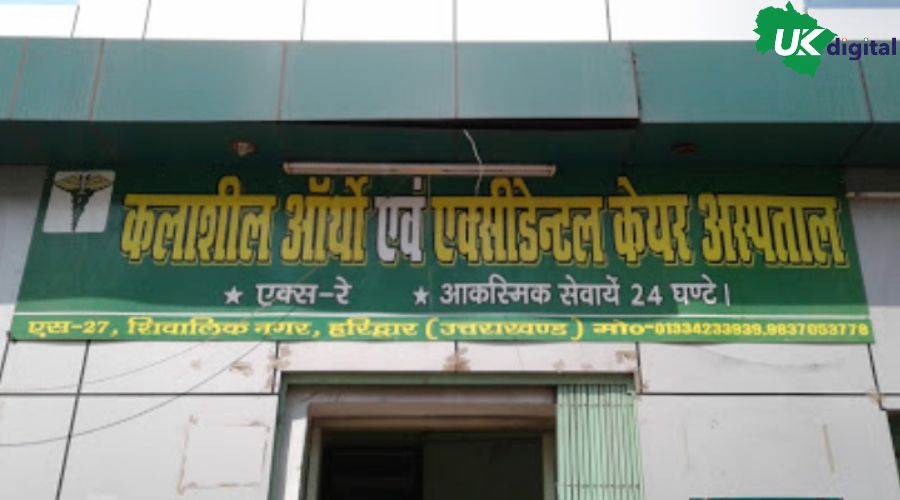 UK digital
कलाशील ऑर्थो एवं एक्सीडेन्टल केयर अस्पताल
★ एक्स-रे ★ आकस्मिक सेवायें 24 घण्टे।
एस-27, शिवालिक नगर, हरिद्वार (उत्तराखण्ड) मो०-01334233939,9837053778